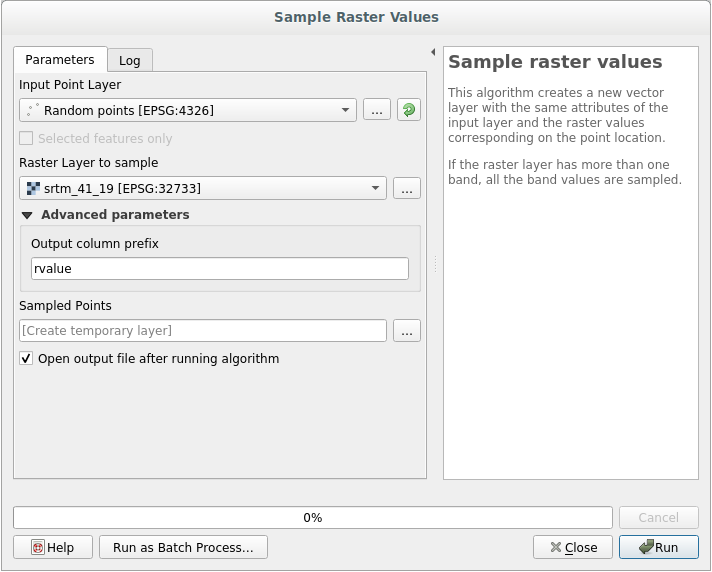 Sample Raster Values
Parameters
Log
Input Point Layer
Random points [EPSG:4326]
...
Selected features only
Raster Layer to sample
srtm_41_19 [EPSG:32733]
...
Advanced parameters
Output column prefix
rvalue
Sampled Points
[Create temporary layer]
...
Open output file after running algorithm
Sample raster values
This algorithm creates a new vector
layer with the same attributes of the
input layer and the raster values
corresponding on the point location.
If the raster layer has more than one
band, all the band values are sampled.
0%
Cancel
Help
Run as Batch Process...
Close
Run